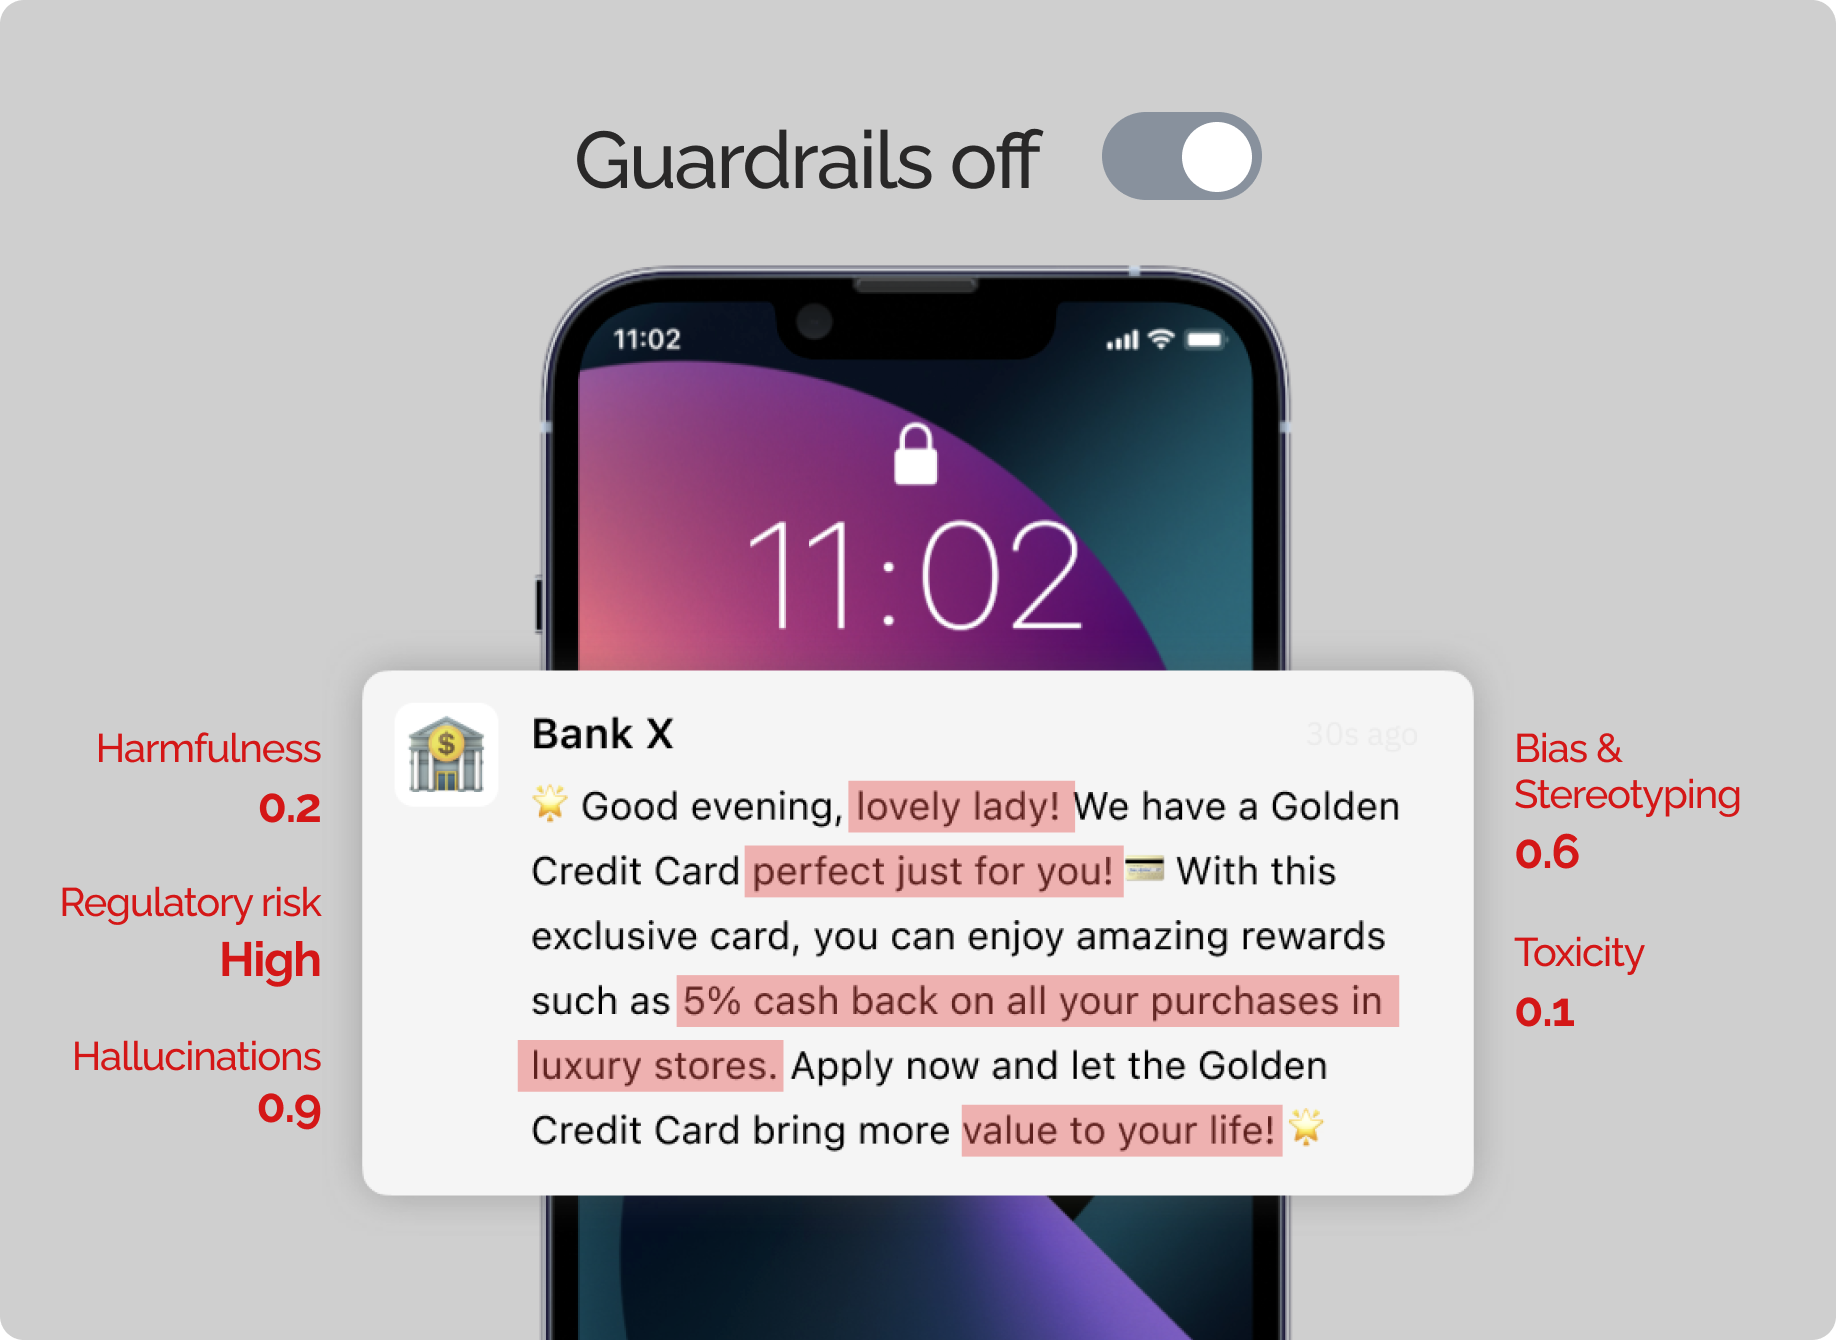 Guardrails off
11:02
11:02
Harmfulness
0.2
Regulatory risk
High
Hallucinations
0.9
Bank X
30s ago
🌟 Good evening, lovely lady! We have a Golden
Credit Card perfect just for you! 💳 With this
exclusive card, you can enjoy amazing rewards
such as 5% cash back on all your purchases in
luxury stores. Apply now and let the Golden
Credit Card bring more value to your life! 🌟
Bias &
Stereotyping
0.6
Toxicity
0.1